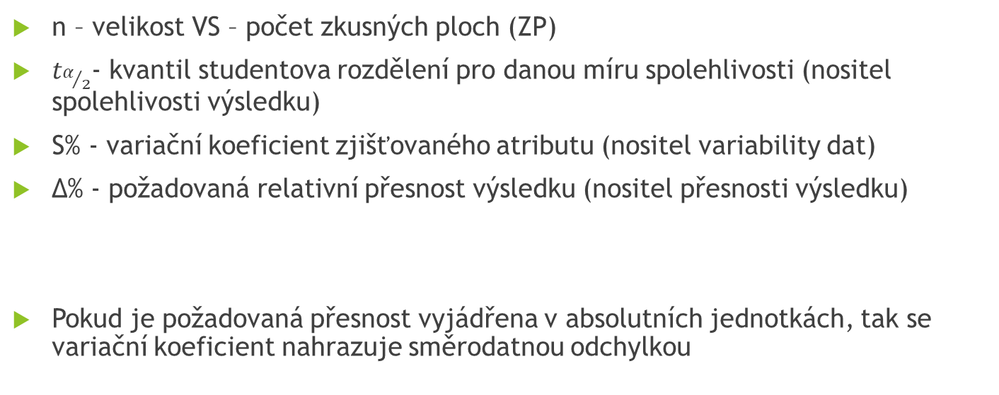 n – velikost VS – počet zkusných ploch (ZP)
tα/2- kvantil studentova rozdělení pro danou míru spolehlivosti (nositel
spolehlivosti výsledku)
S% - variační koeficient zjišťovaného atributu (nositel variability dat)
Δ% - požadovaná relativní přesnost výsledku (nositel přesnosti výsledku)
Pokud je požadovaná přesnost vyjádřena v absolutních jednotkách, tak se
variační koeficient nahrazuje směrodatnou odchylkou